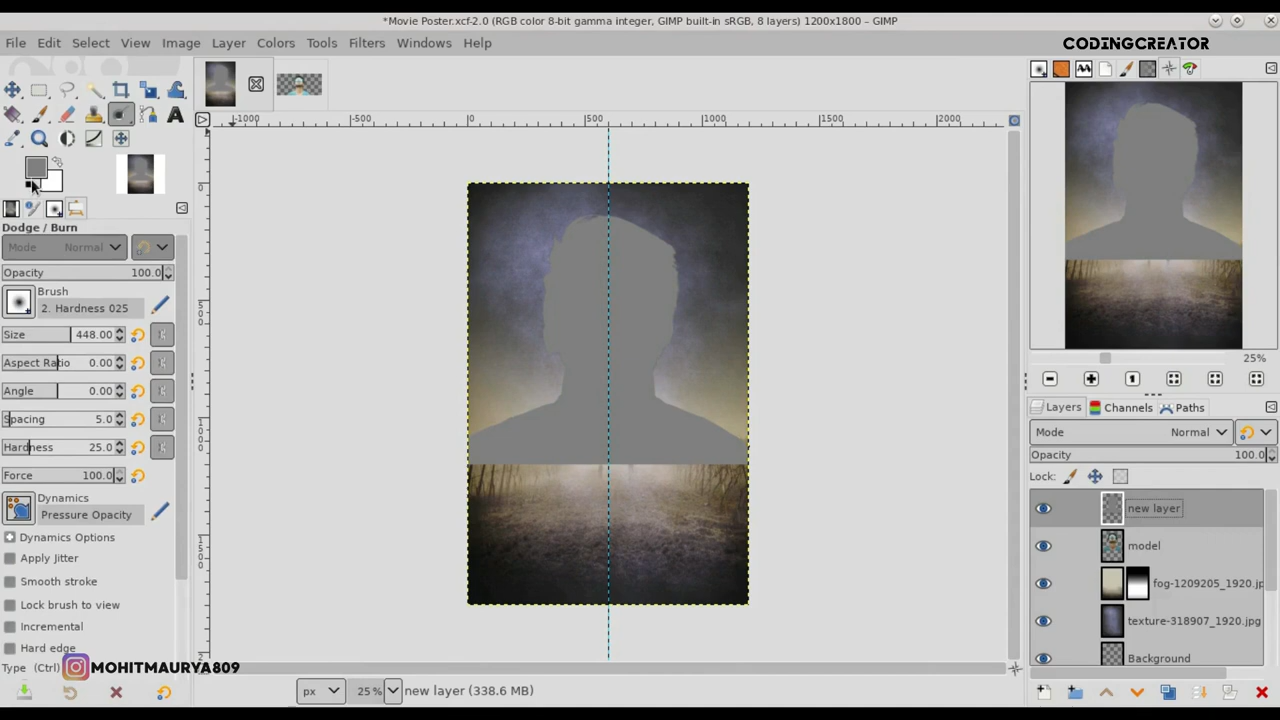 *Movie Poster.xcf-2.0 (RGB color 8-bit gamma integer, GIMP built-in sRGB, 8 layers) 1200x1800 – GIMP
File Edit Select View Image Layer Colors Tools Filters Windows Help
CODINGCREATOR
-1000 -500 0 500 1000 1500 2000
0
500
1000
1500
Dodge / Burn
Mode Normal
Opacity 100.0
Brush
2. Hardness 025
Size 448.00
Aspect Ratio 0.00
Angle 0.00
Spacing 5.0
Hardness 25.0
Force 100.0
Dynamics
Pressure Opacity
Dynamics Options
Apply Jitter
Smooth stroke
Lock brush to view
Incremental
Hard edge
Type (Ctrl)
MOHITMAURYA809
px 25 % new layer (338.6 MB)
25%
Layers Channels Paths
Mode Normal
Opacity 100.0
Lock:
new layer
model
fog-1209205_1920.jp
texture-318907_1920.jpg
Background